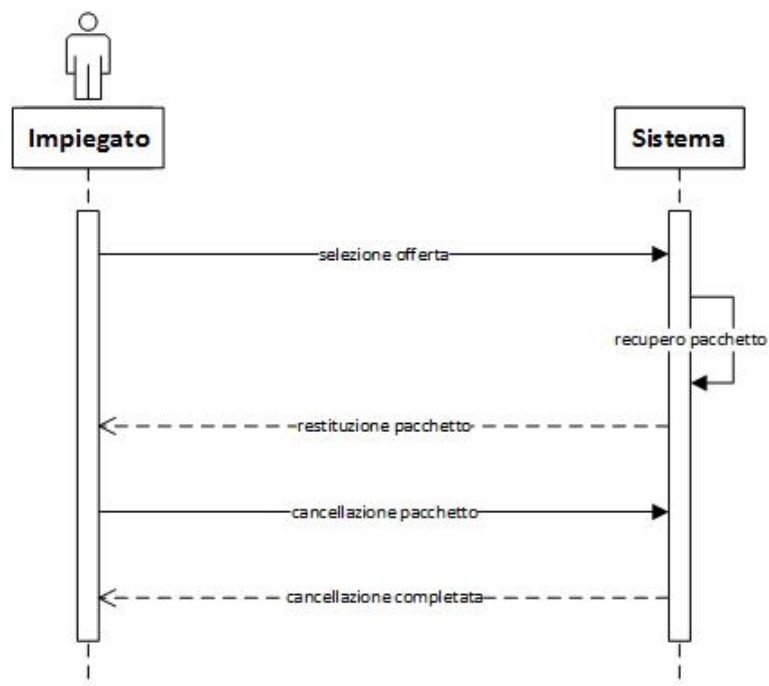 Impiegato
Sistema
selezione offerta
recupero pacchetto
restituzione pacchetto
cancellazione pacchetto
cancellazione completata